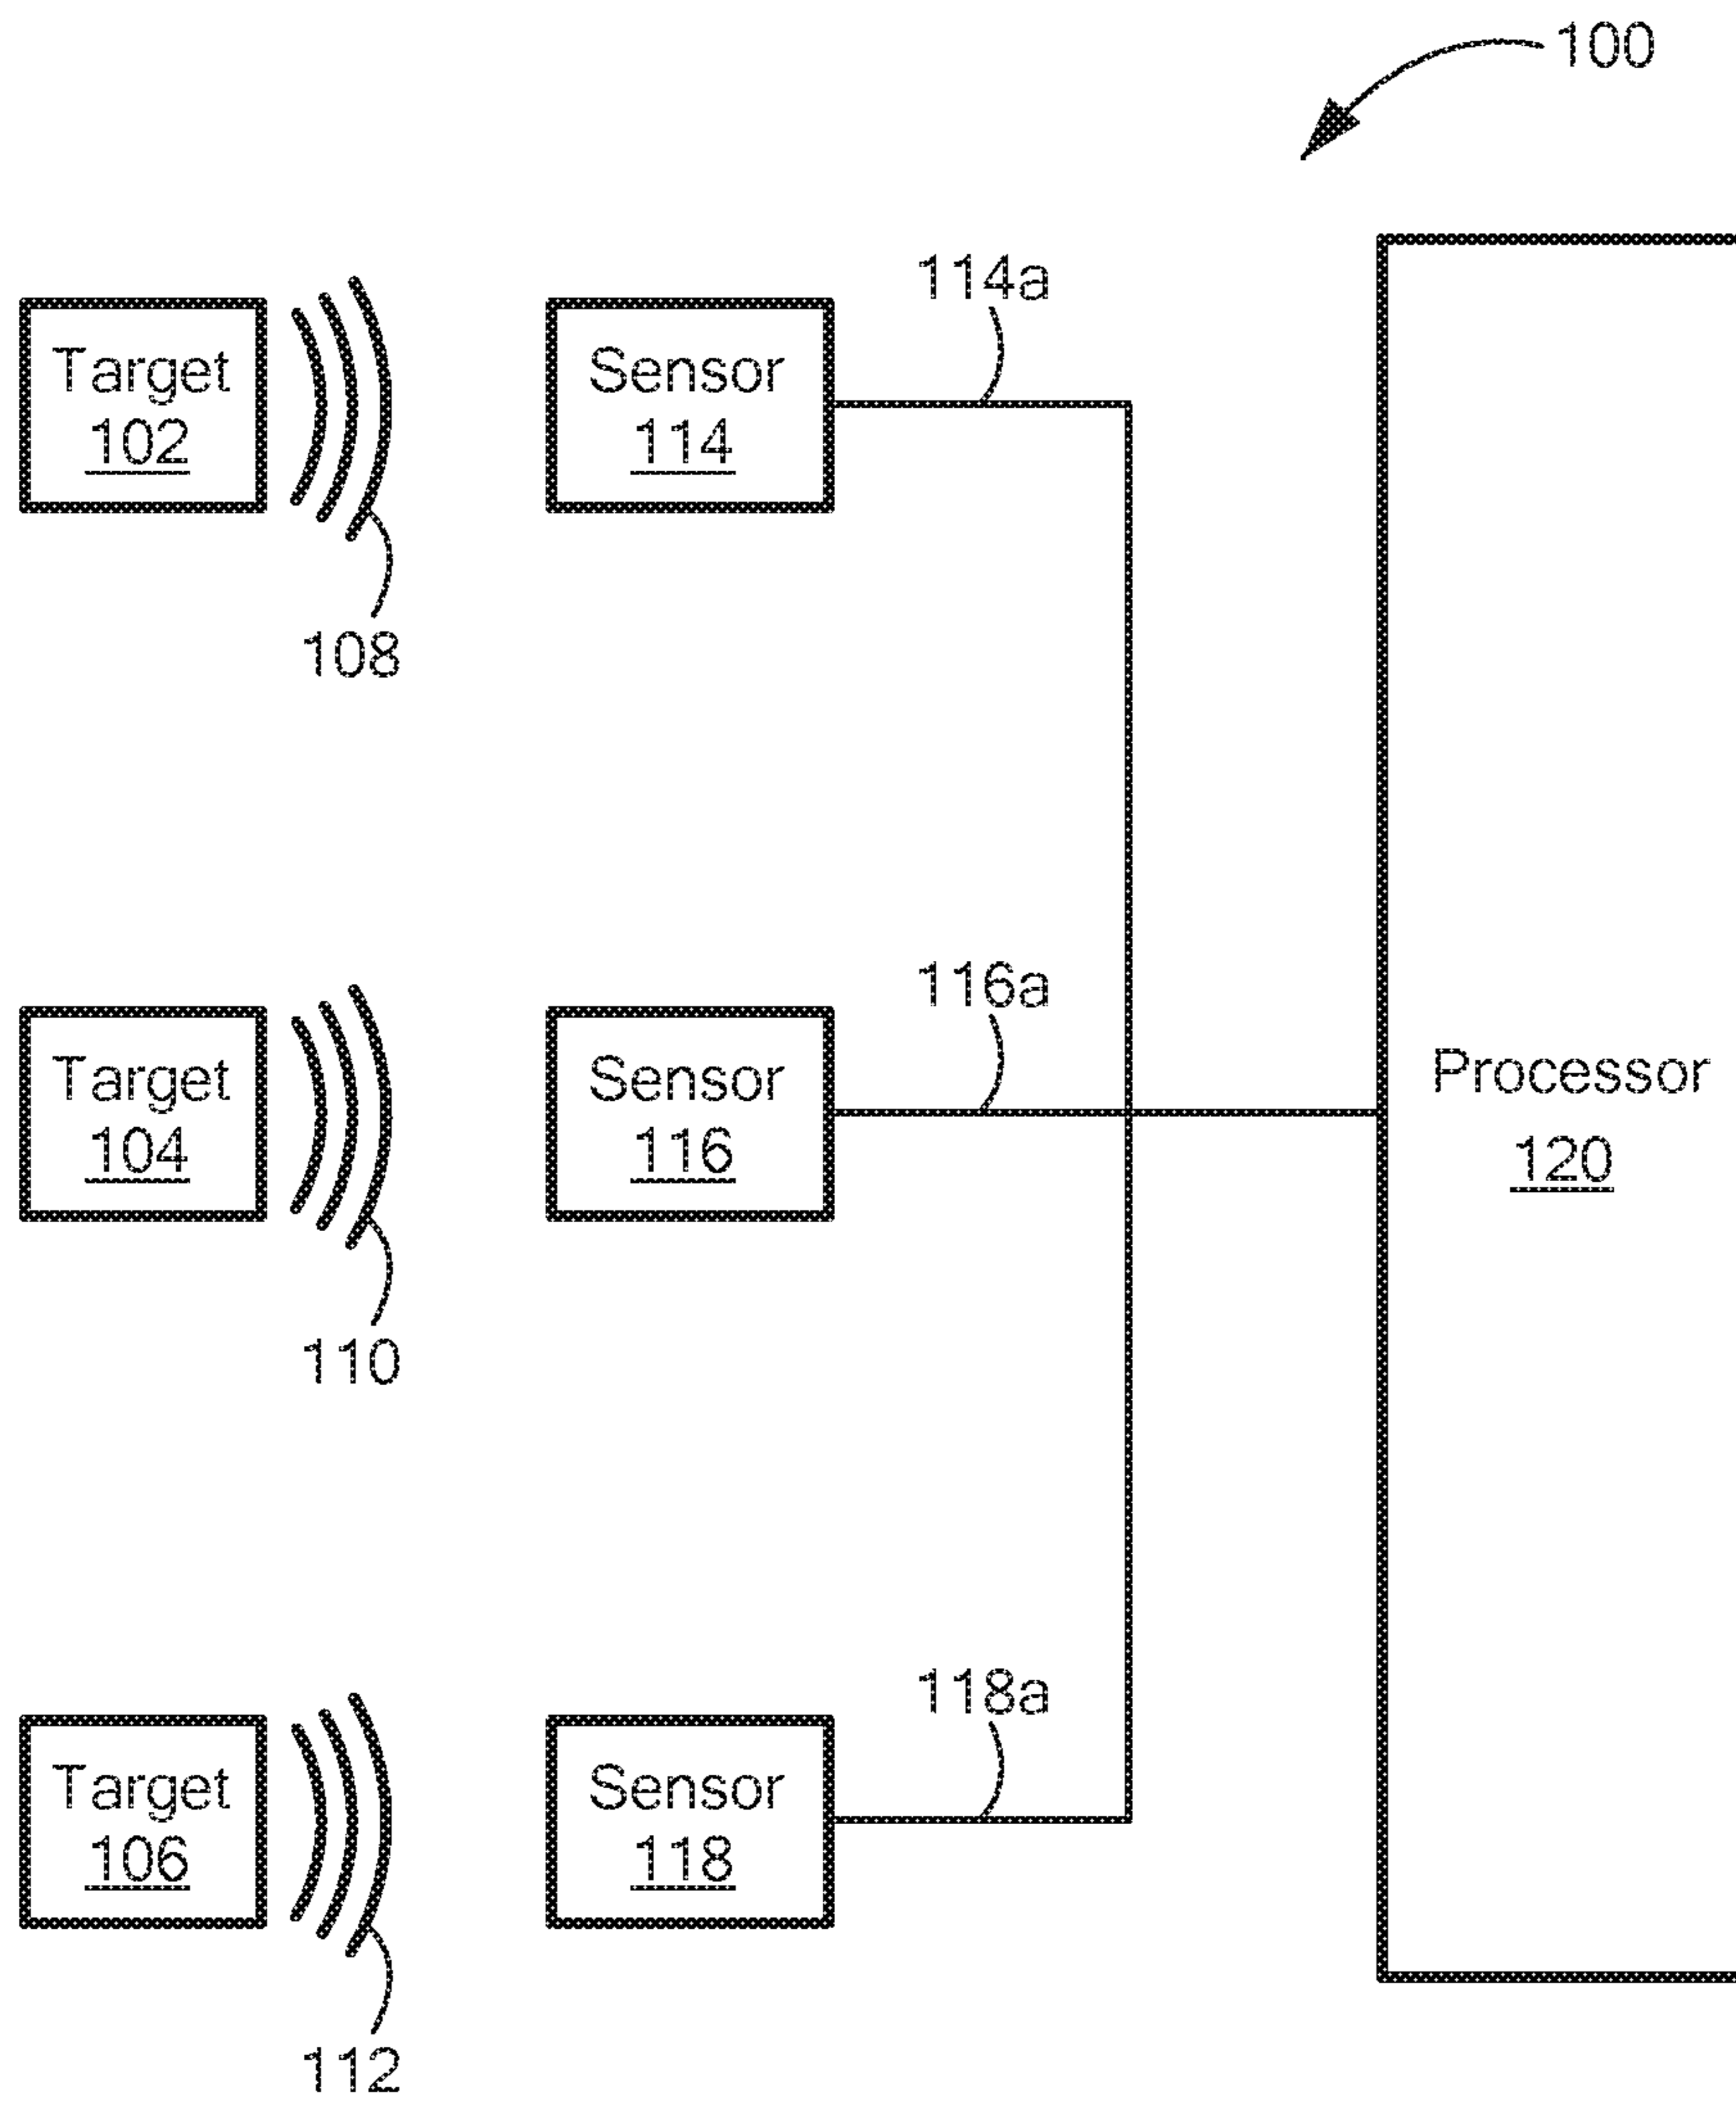 100
114a
Target
102
Sensor
114
108
116a
Target
104
Sensor
116
Processor
120
110
118a
Target
106
Sensor
118
112